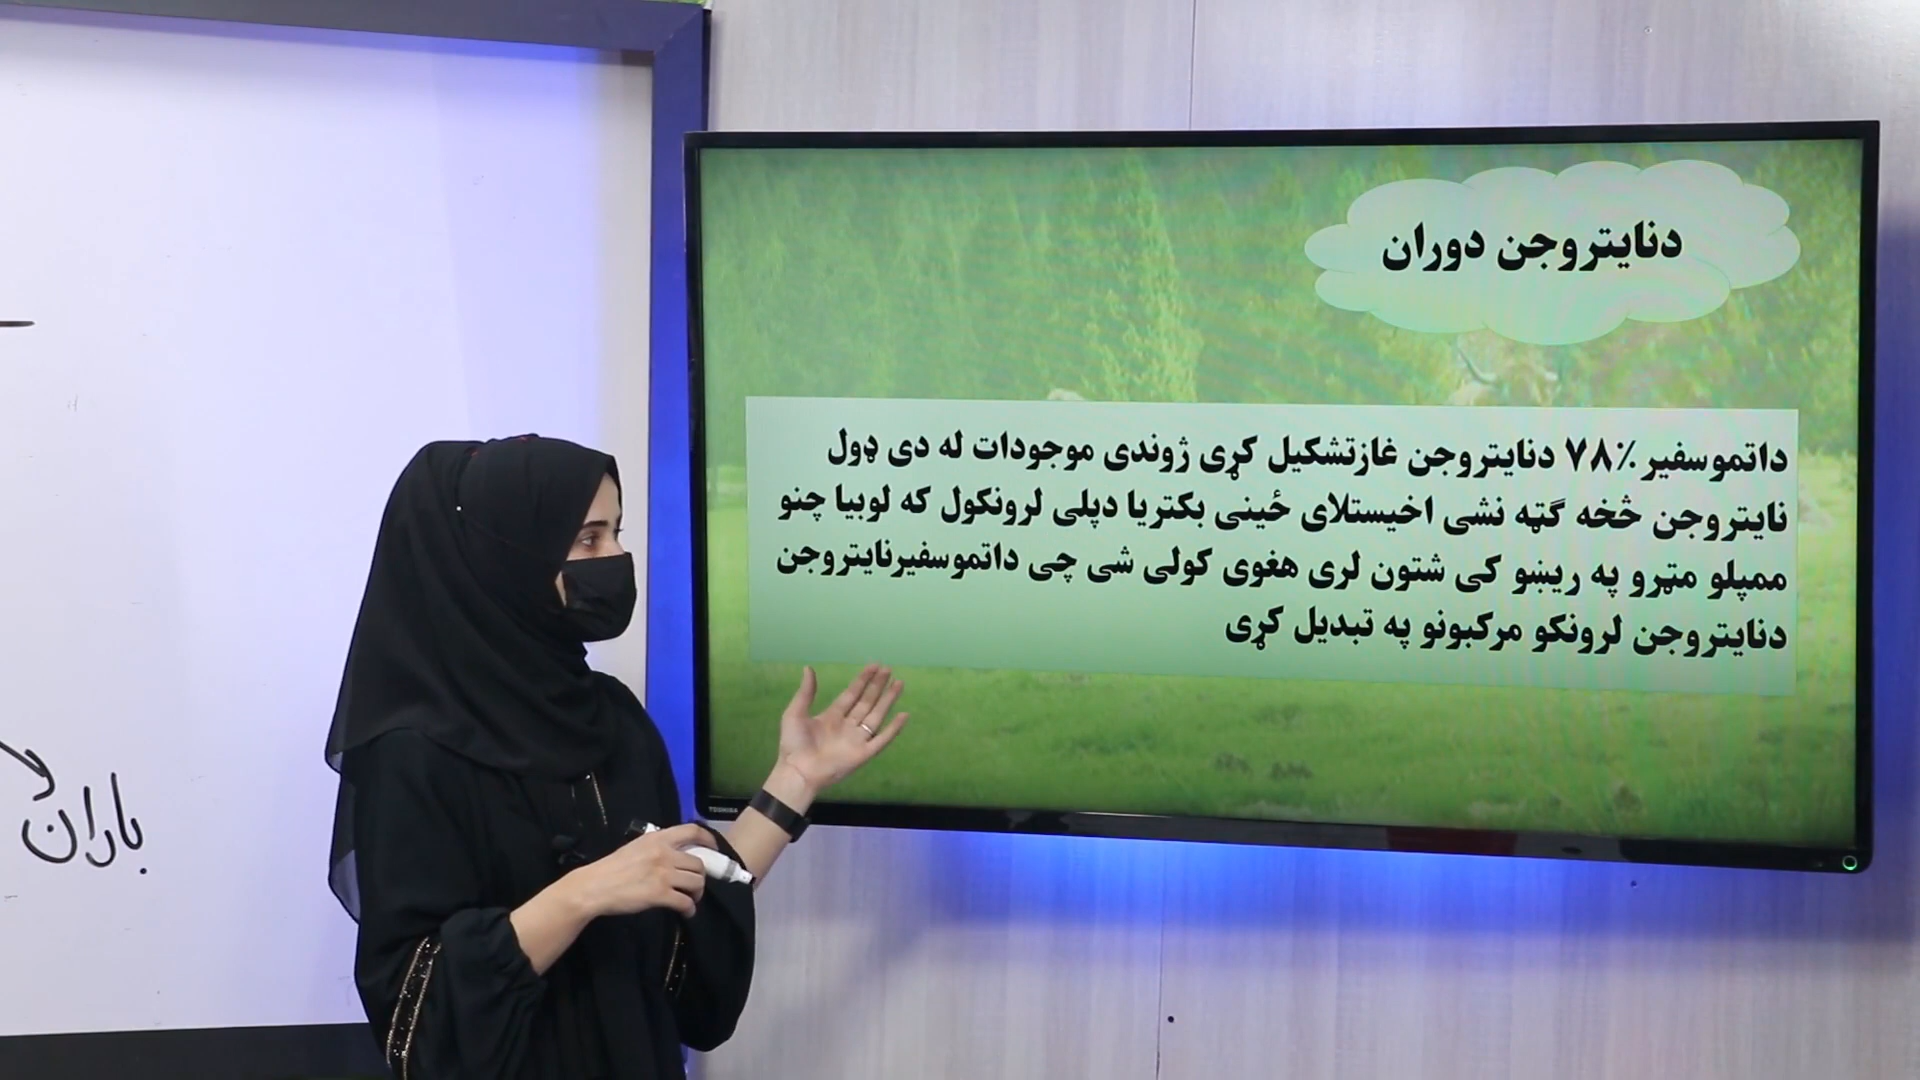 دنایتروجن دوران
داتموسفیر ۷۸٪ دنایتروجن غازتشکیل کړی ژوندی موجودات له دی ډول
نایتروجن څخه ګټه نشی اخیستلای ځینی بکتریا دپلی لرونکول که لوبیا چنو
ممپلو مټرو په ریښو کی شتون لری هغوی کولی شی چی داتموسفیرنایتروجن
دنایتروجن لرونکو مرکبونو په تبدیل کړی
باران
TOSHIBA